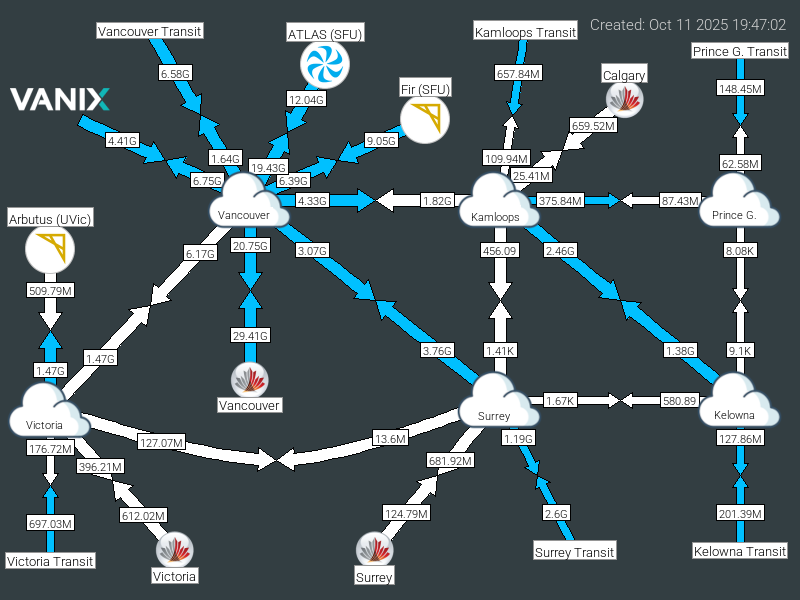 Created: Oct 11 2025 19:47:02
Vancouver Transit
ATLAS (SFU)
Kamloops Transit
Prince G. Transit
6.58G
12.04G
657.84M
Calgary
148.45M
VANIX
Fir (SFU)
4.41G
9.05G
659.52M
1.64G
19.43G
109.94M
62.58M
6.75G
6.39G
25.41M
4.33G
1.82G
375.84M
87.43M
Vancouver
Kamloops
Prince G.
Arbutus (UVic)
6.17G
20.75G
3.07G
456.09
2.46G
8.08K
509.79M
29.41G
1.47G
1.47G
3.76G
1.41K
1.38G
9.1K
Vancouver
1.67K
580.89
Victoria
Surrey
Kelowna
176.72M
127.07M
13.6M
1.19G
127.86M
396.21M
681.92M
697.03M
612.02M
124.79M
2.6G
201.39M
Victoria Transit
Victoria
Surrey
Surrey Transit
Kelowna Transit